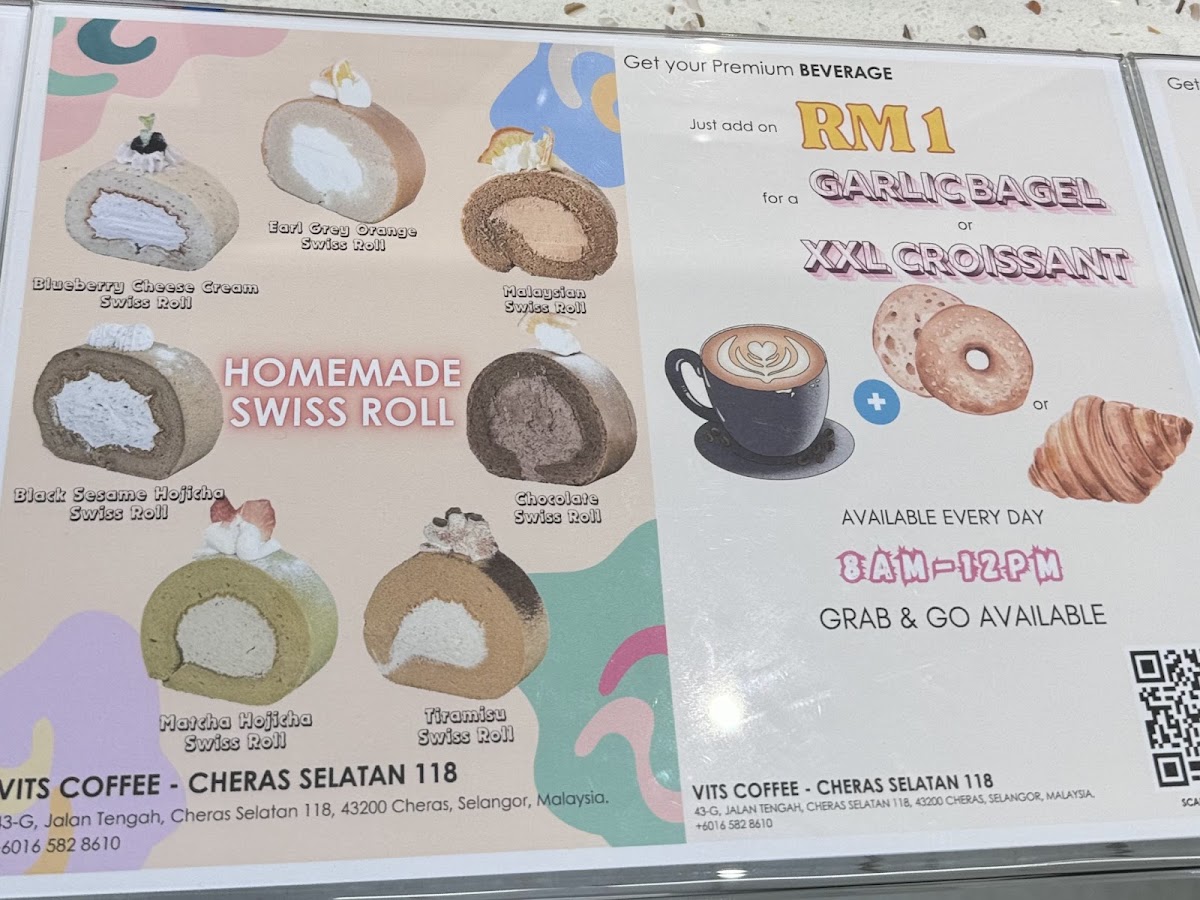 Blueberry Cheese Cream
Swiss Roll
Earl Grey Orange
Swiss Roll
Malaysian
Swiss Roll
HOMEMADE
SWISS ROLL
Black Sesame Hojicha
Swiss Roll
Chocolate
Swiss Roll
Matcha Hojicha
Swiss Roll
Tiramisu
Swiss Roll
VITS COFFEE - CHERAS SELATAN 118
43-G, Jalan Tengah, Cheras Selatan 118, 43200 Cheras, Selangor, Malaysia.
+6016 582 8610
Get your Premium BEVERAGE
Just add on RM1
for a GARLIC BAGEL
or
XXL CROISSANT
or
AVAILABLE EVERY DAY
8AM-12PM
GRAB & GO AVAILABLE
VITS COFFEE - CHERAS SELATAN 118
43-G, JALAN TENGAH, CHERAS SELATAN 118, 43200 CHERAS, SELANGOR, MALAYSIA.
+6016 582 8610
Get